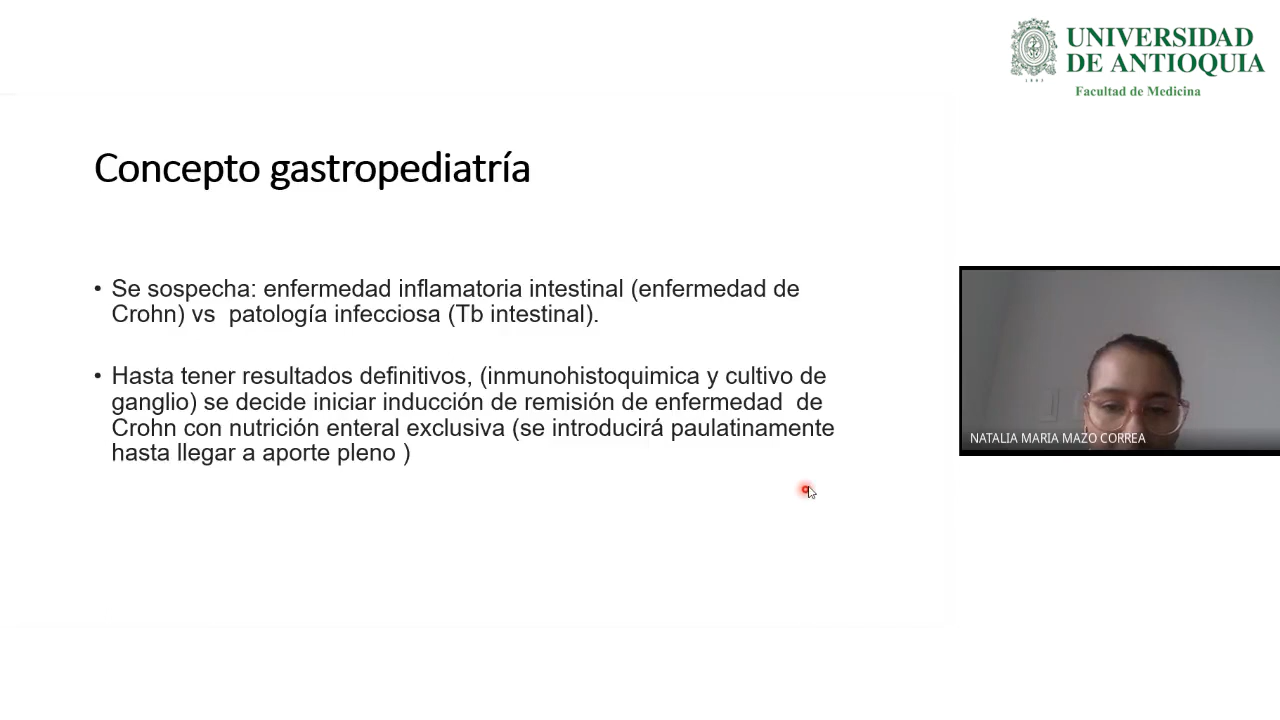 UNIVERSIDAD
DE ANTIOQUIA
Facultad de Medicina
Concepto gastropediatría
• Se sospecha: enfermedad inflamatoria intestinal (enfermedad de
Crohn) vs  patología infecciosa (Tb intestinal).
• Hasta tener resultados definitivos, (inmunohistoquimica y cultivo de
ganglio) se decide iniciar inducción de remisión de enfermedad  de
Crohn con nutrición enteral exclusiva (se introducirá paulatinamente
hasta llegar a aporte pleno )
NATALIA MARIA MAZO CORREA